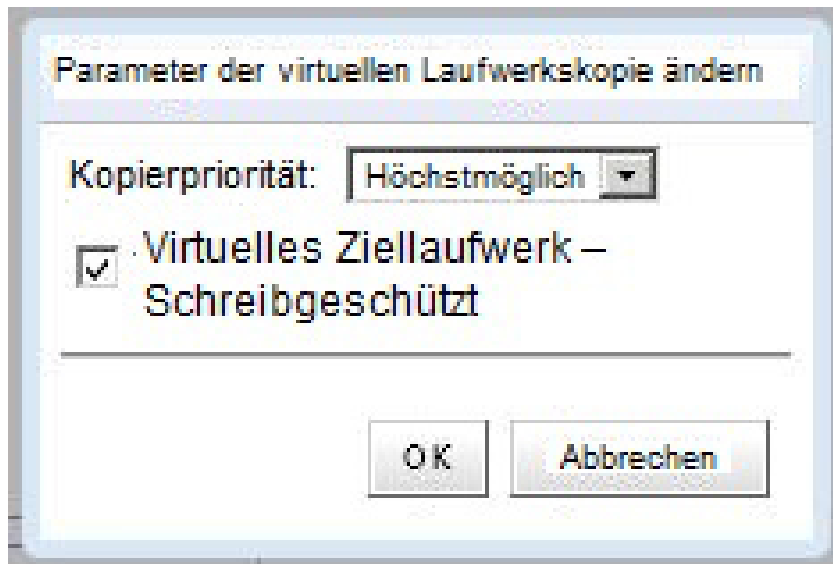 Parameter der virtuellen Laufwerkskopie ändern
Kopierpriorität: Höchstmöglich
Virtuelles Ziellaufwerk –
Schreibgeschützt
OK Abbrechen